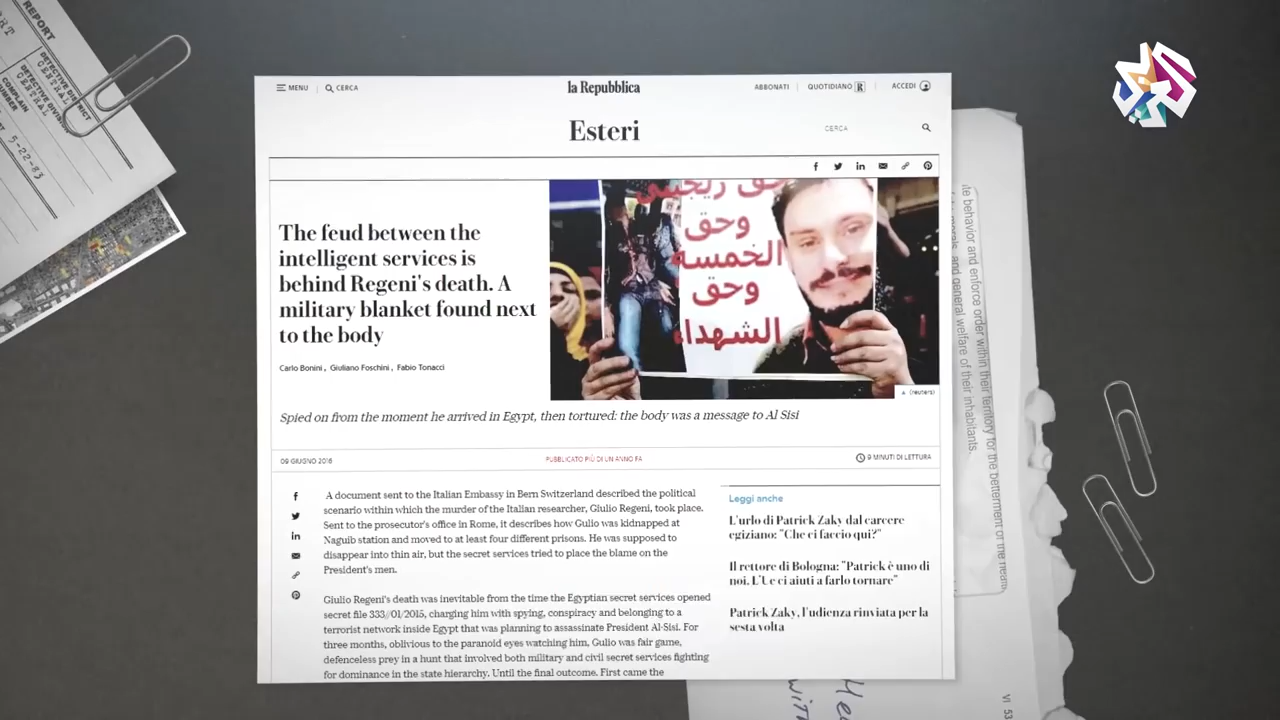 REPORT
DETECTIVE DISTRICT
CENTRAL
DETECTIVE DIVISION
CENTRAL
COMPLAIN
NUMBER
5-22-83
MENU
CERCA
la Repubblica
ABBONATI
QUOTIDIANO R
ACCEDI
Esteri
CERCA
The feud between the
intelligent services is
behind Regeni's death. A
military blanket found next
to the body
Carlo Bonini, Giuliano Foschini, Fabio Tonacci
وحق
الخمسة
وحق
الشهداء
(reuters)
Spied on from the moment he arrived in Egypt, then tortured: the body was a message to Al Sisi
09 GIUGNO 2016
PUBBLICATO PIÙ DI UN ANNO FA
9 MINUTI DI LETTURA
A document sent to the Italian Embassy in Bern Switzerland described the political
scenario within which the murder of the Italian researcher, Giulio Regeni, took place.
Sent to the prosecutor's office in Rome, it describes how Gulio was kidnapped at
Naguib station and moved to at least four different prisons. He was supposed to
disappear into thin air, but the secret services tried to place the blame on the
President's men.
Giulio Regeni's death was inevitable from the time the Egyptian secret services opened
secret file 333//01/2015, charging him with spying, conspiracy and belonging to a
terrorist network inside Egypt that was planning to assassinate President Al-Sisi. For
three months, oblivious to the paranoid eyes watching him, Gulio was fair game,
defenceless prey in a hunt that involved both military and civil secret services fighting
for dominance in the state hierarchy. Until the final outcome. First came the
Leggi anche
L'urlo di Patrick Zaky dal carcere
egiziano: "Che ci faccio qui?"
Il rettore di Bologna: "Patrick è uno di
noi. L'Ue ci aiuti a farlo tornare"
Patrick Zaky, l'udienza rinviata per la
sesta volta
te behavior and enforce order within their territory for the betterment of the
morals, and general welfare of their inhabitants.
VI 53